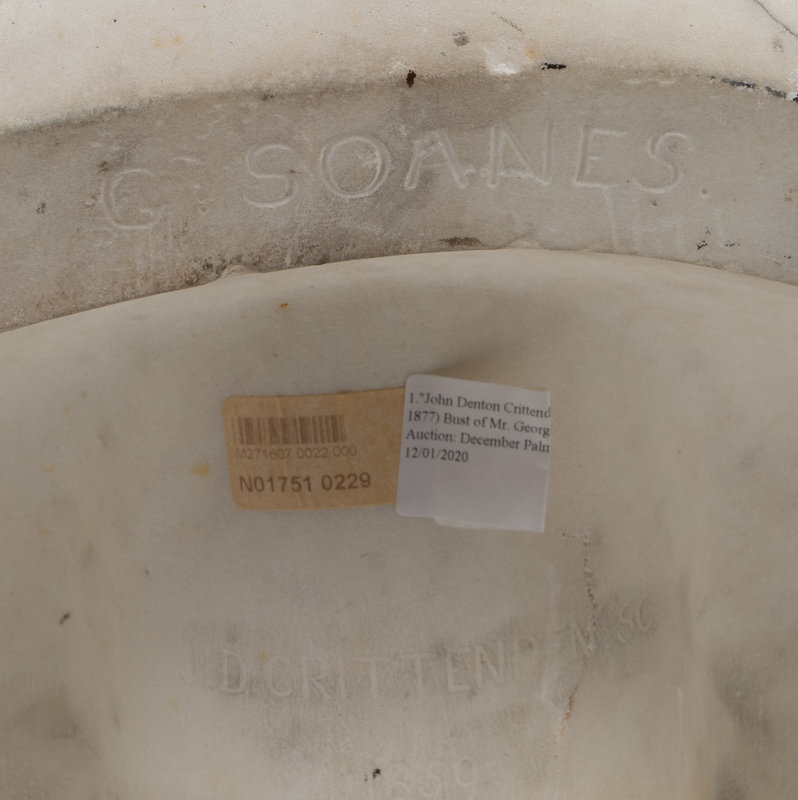 G. SOANES.
M271607.0022.000
N01751 0229
1."John Denton Crittend
1877) Bust of Mr. Georg
Auction: December Palm
12/01/2020
D. CRITTENDEN. SC
1859